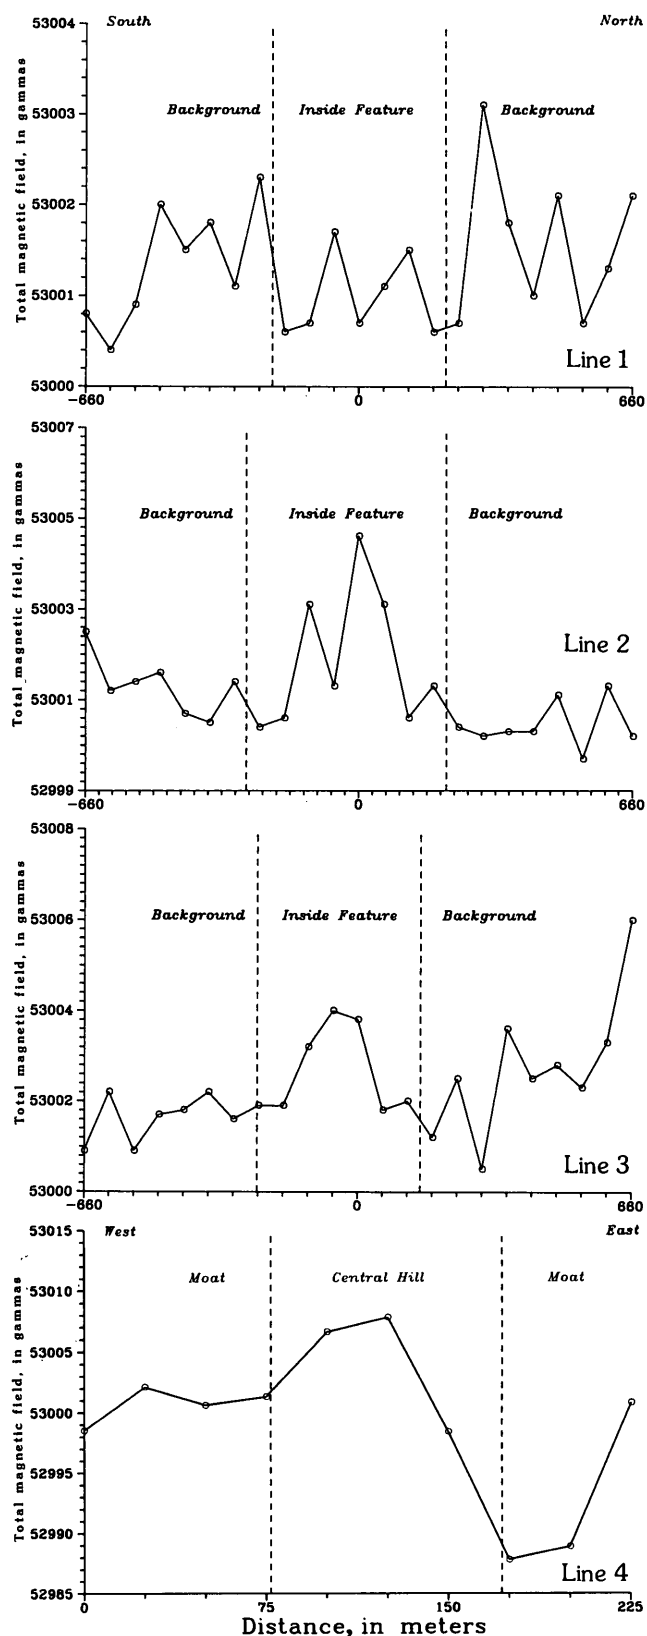 53004
South
North
53003
Background
Inside Feature
Background
53002
53001
53000
Total magnetic field, in gammas
Line 1
-660
0
660
53007
53005
Background
Inside Feature
Background
53003
53001
52999
Total magnetic field, in gammas
Line 2
-660
0
660
53008
53006
Background
Inside Feature
Background
53004
53002
53000
Total magnetic field, in gammas
Line 3
-660
0
660
53015
West
East
53010
Moat
Central Hill
Moat
53005
53000
52995
52990
52985
Total magnetic field, in gammas
Line 4
0
75
150
225
Distance, in meters